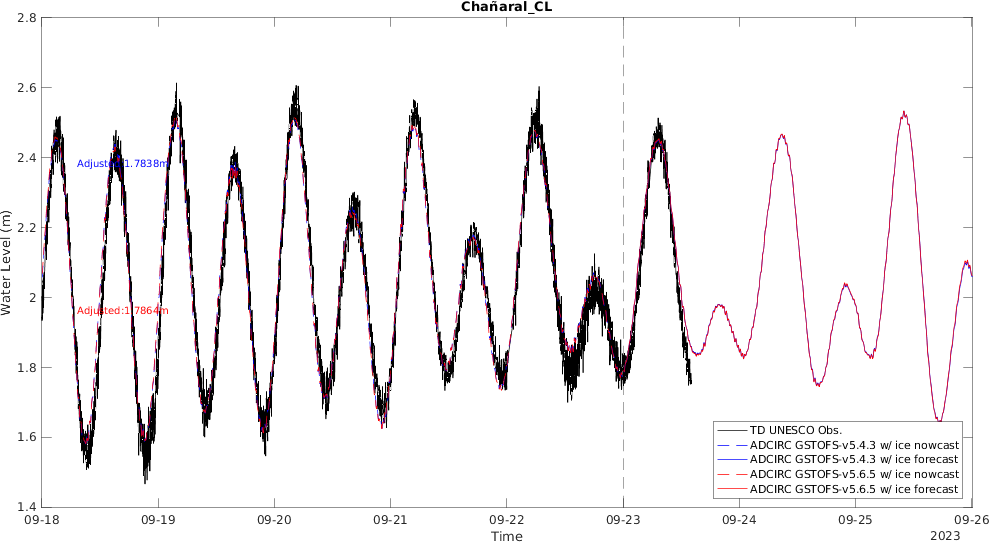 Chañaral_CL
2.8
2.6
2.4
2.2
2
1.8
1.6
1.4
Water Level (m)
Adjusted:1.7838m
Adjusted:1.7864m
TD UNESCO Obs.
ADCIRC GSTOFS-v5.4.3 w/ ice nowcast
ADCIRC GSTOFS-v5.4.3 w/ ice forecast
ADCIRC GSTOFS-v5.6.5 w/ ice nowcast
ADCIRC GSTOFS-v5.6.5 w/ ice forecast
09-18 09-19 09-20 09-21 09-22 09-23 09-24 09-25 09-26
Time
2023